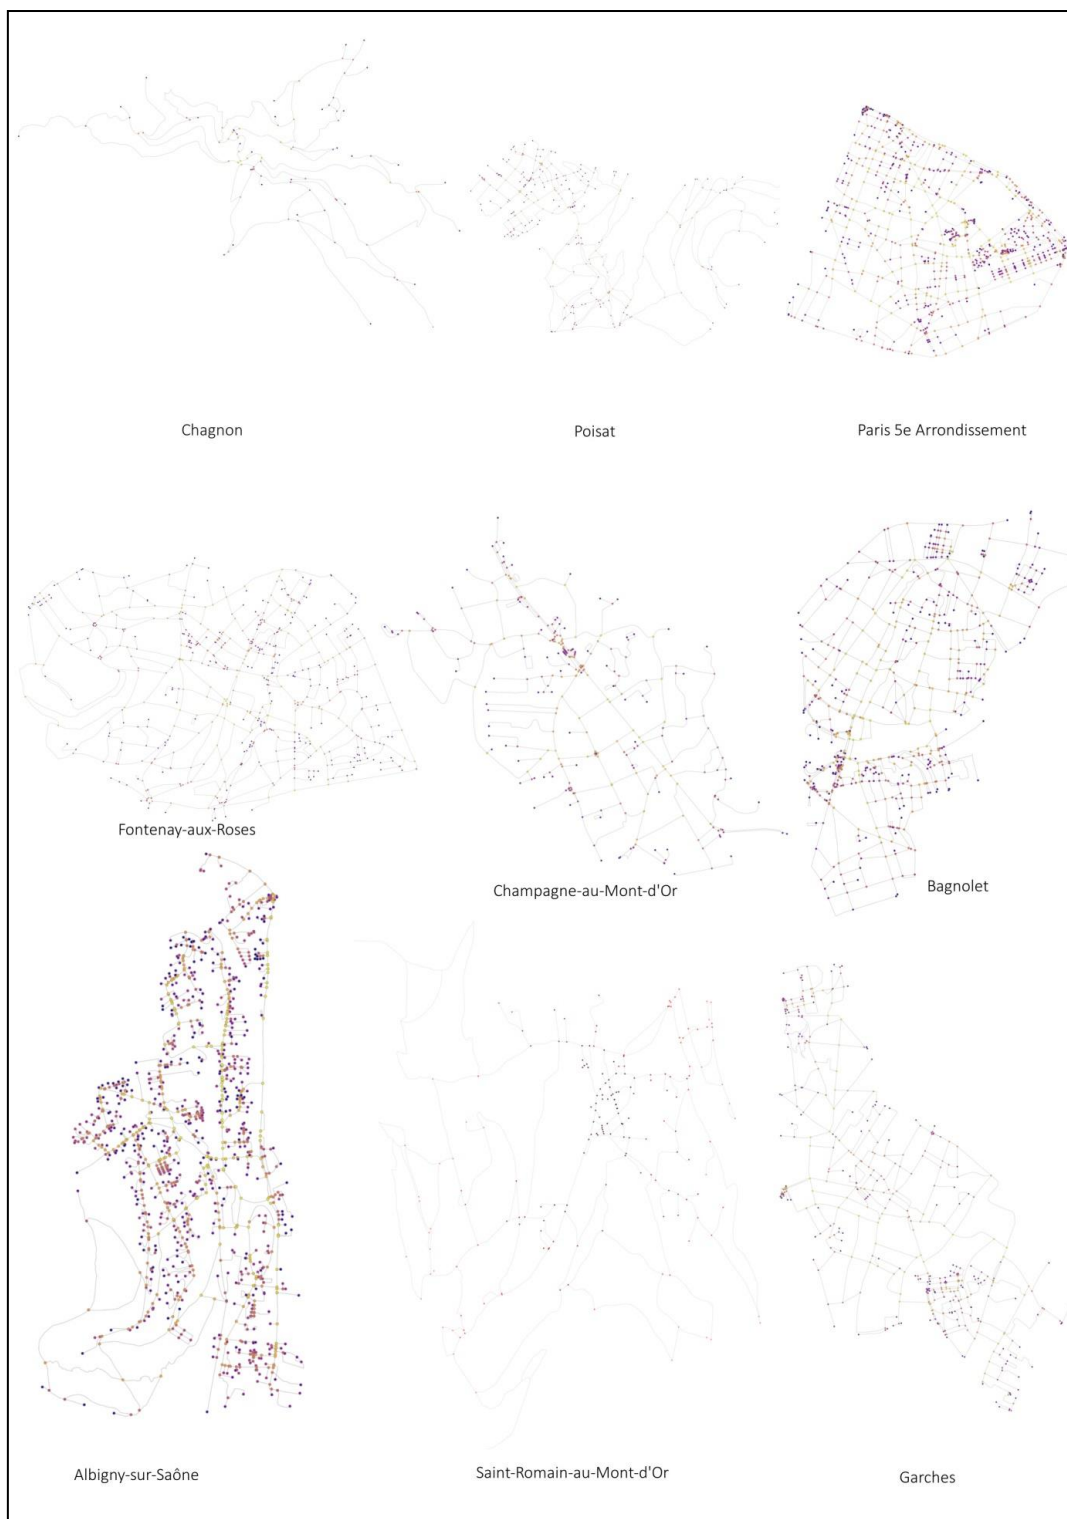 Chagnon
Poisat
Paris 5e Arrondissement
Fontenay-aux-Roses
Champagne-au-Mont-d'Or
Bagnolet
Albigny-sur-Saône
Saint-Romain-au-Mont-d'Or
Garches